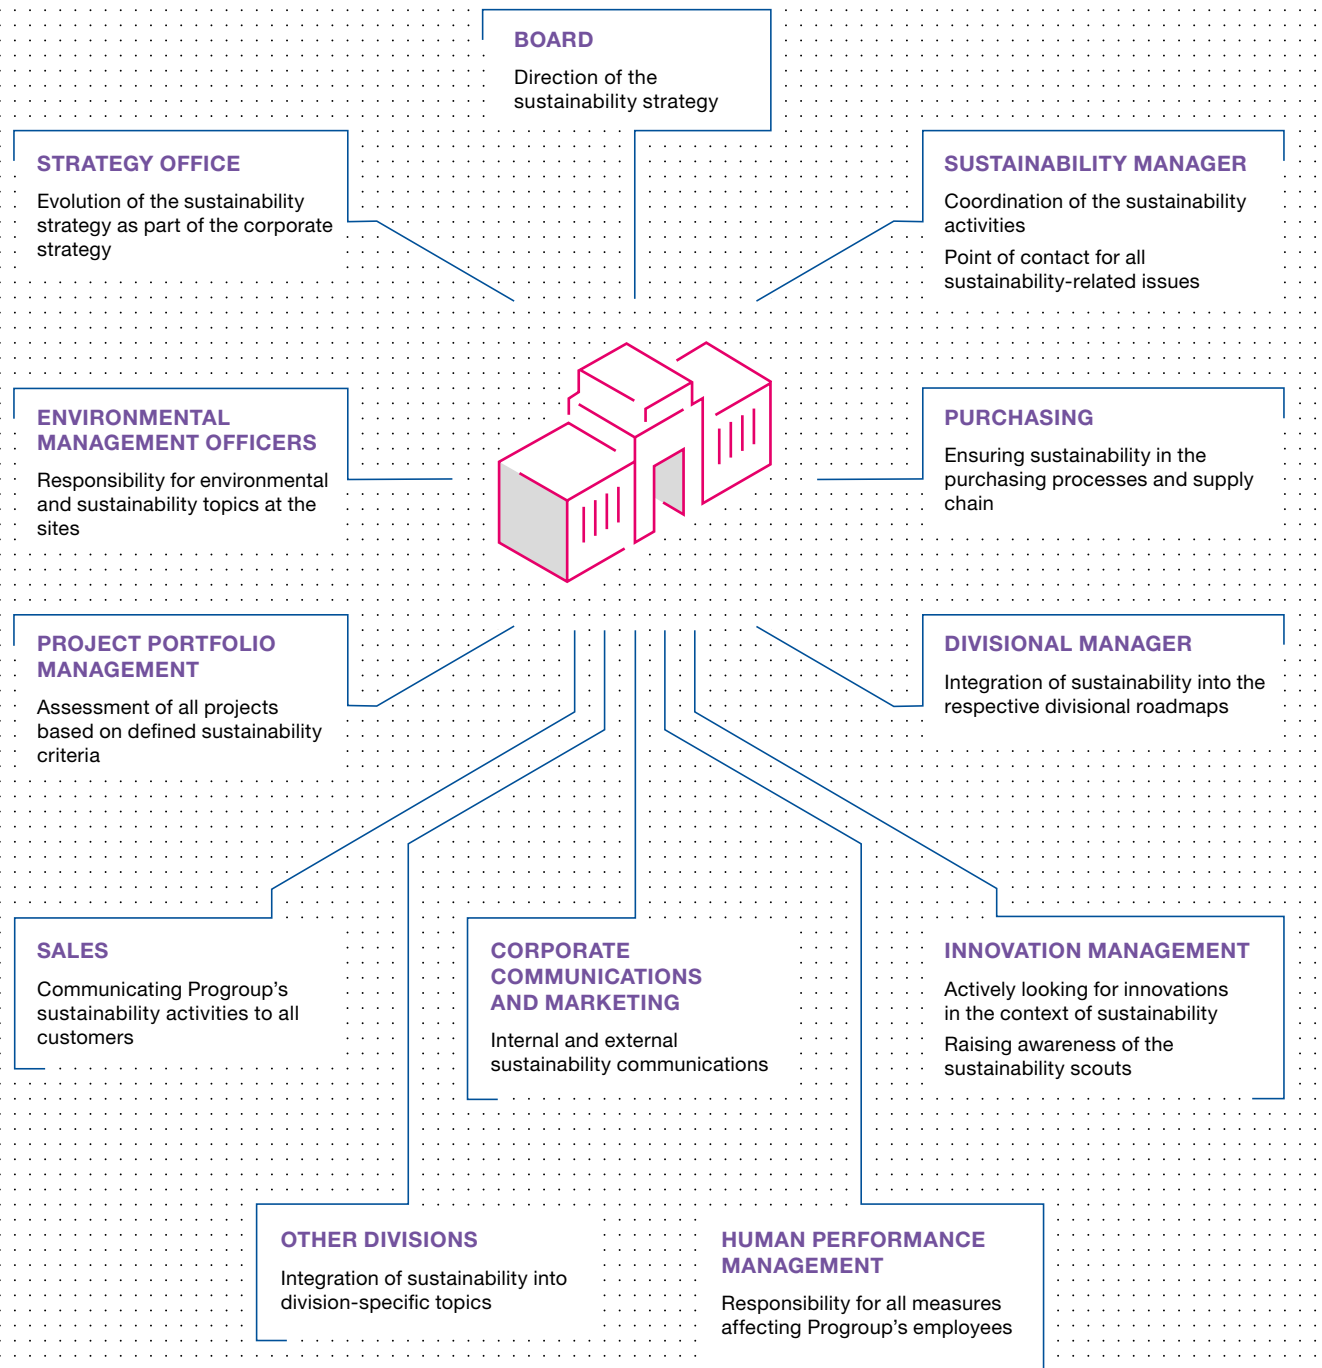 BOARD
Direction of the
sustainability strategy
STRATEGY OFFICE
Evolution of the sustainability
strategy as part of the corporate
strategy
SUSTAINABILITY MANAGER
Coordination of the sustainability
activities
Point of contact for all
sustainability-related issues
ENVIRONMENTAL
MANAGEMENT OFFICERS
Responsibility for environmental
and sustainability topics at the
sites
PURCHASING
Ensuring sustainability in the
purchasing processes and supply
chain
PROJECT PORTFOLIO
MANAGEMENT
Assessment of all projects
based on defined sustainability
criteria
DIVISIONAL MANAGER
Integration of sustainability into the
respective divisional roadmaps
SALES
Communicating Progroup’s
sustainability activities to all
customers
CORPORATE
COMMUNICATIONS
AND MARKETING
Internal and external
sustainability communications
INNOVATION MANAGEMENT
Actively looking for innovations
in the context of sustainability
Raising awareness of the
sustainability scouts
OTHER DIVISIONS
Integration of sustainability into
division-specific topics
HUMAN PERFORMANCE
MANAGEMENT
Responsibility for all measures
affecting Progroup’s employees